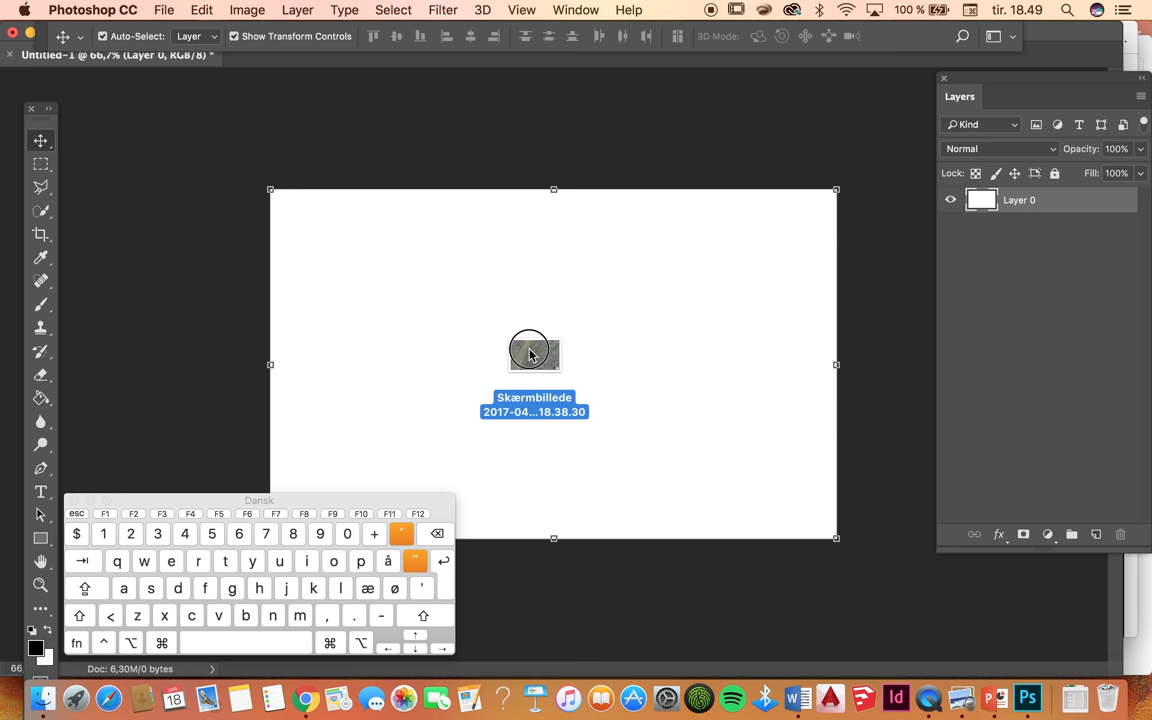 Photoshop CC File Edit Image Layer Type Select Filter 3D View Window Help 100 % tir. 18.49
Auto-Select: Layer Show Transform Controls 3D Mode:
Untitled-1 @ 66,7% (Layer 0, RGB/8) *
Layers
Kind
Normal Opacity: 100%
Lock: Fill: 100%
Layer 0
Skærmbillede
2017-04...18.38.30
Dansk
esc F1 F2 F3 F4 F5 F6 F7 F8 F9 F10 F11 F12
$ 1 2 3 4 5 6 7 8 9 0 + ´
q w e r t y u i o p å ¨
a s d f g h j k l æ ø '
< z x c v b n m , . -
fn ^ ⌥ ⌘ ⌘ ⌥
66 Doc: 6,30M/0 bytes
APR
18
Id Ps